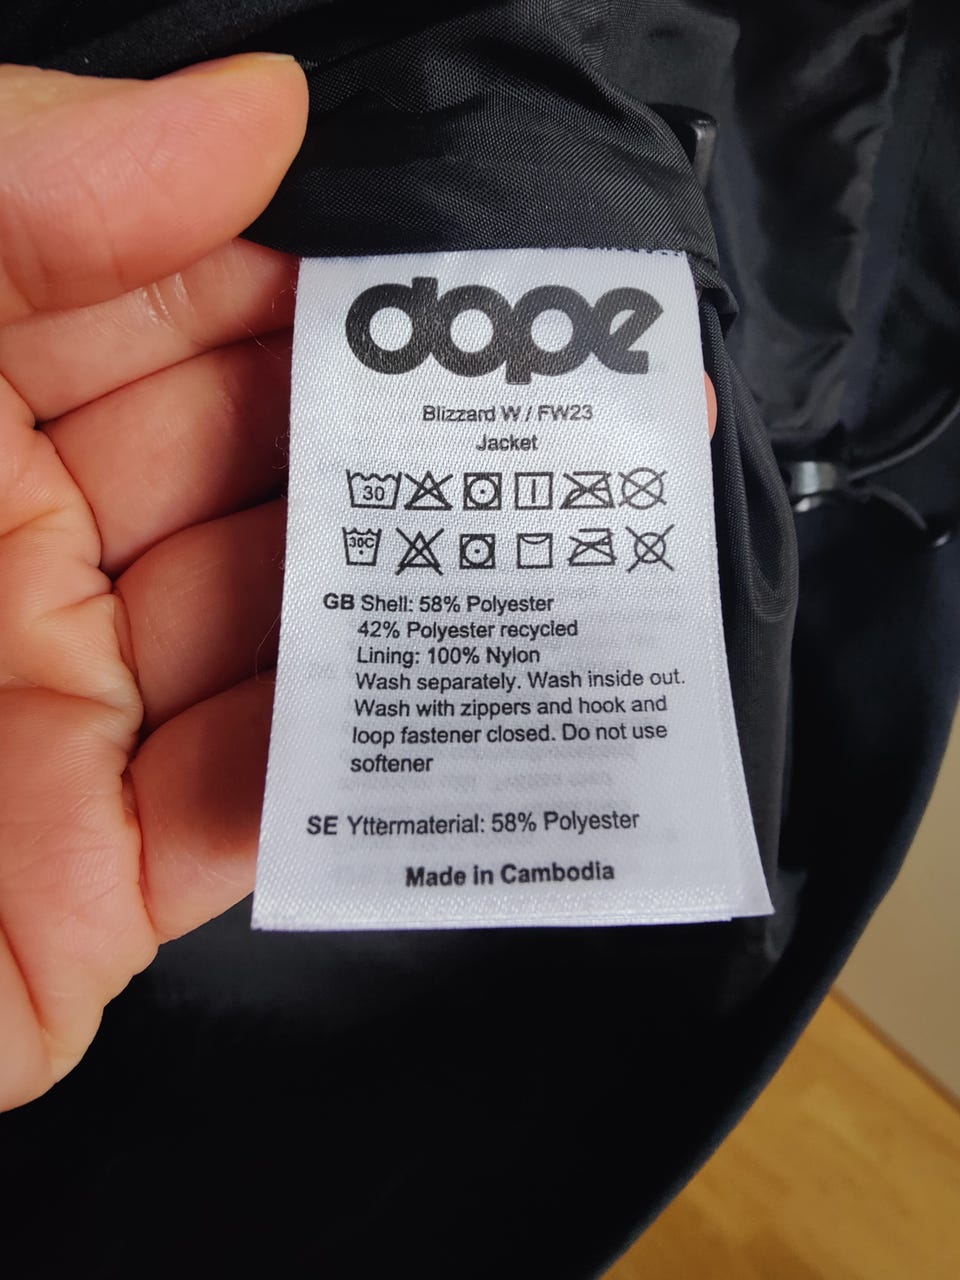 dope
Blizzard W / FW23
Jacket
30
30C
GB Shell: 58% Polyester
42% Polyester recycled
Lining: 100% Nylon
Wash separately. Wash inside out.
Wash with zippers and hook and
loop fastener closed. Do not use
softener
SE Yttermaterial: 58% Polyester
Made in Cambodia